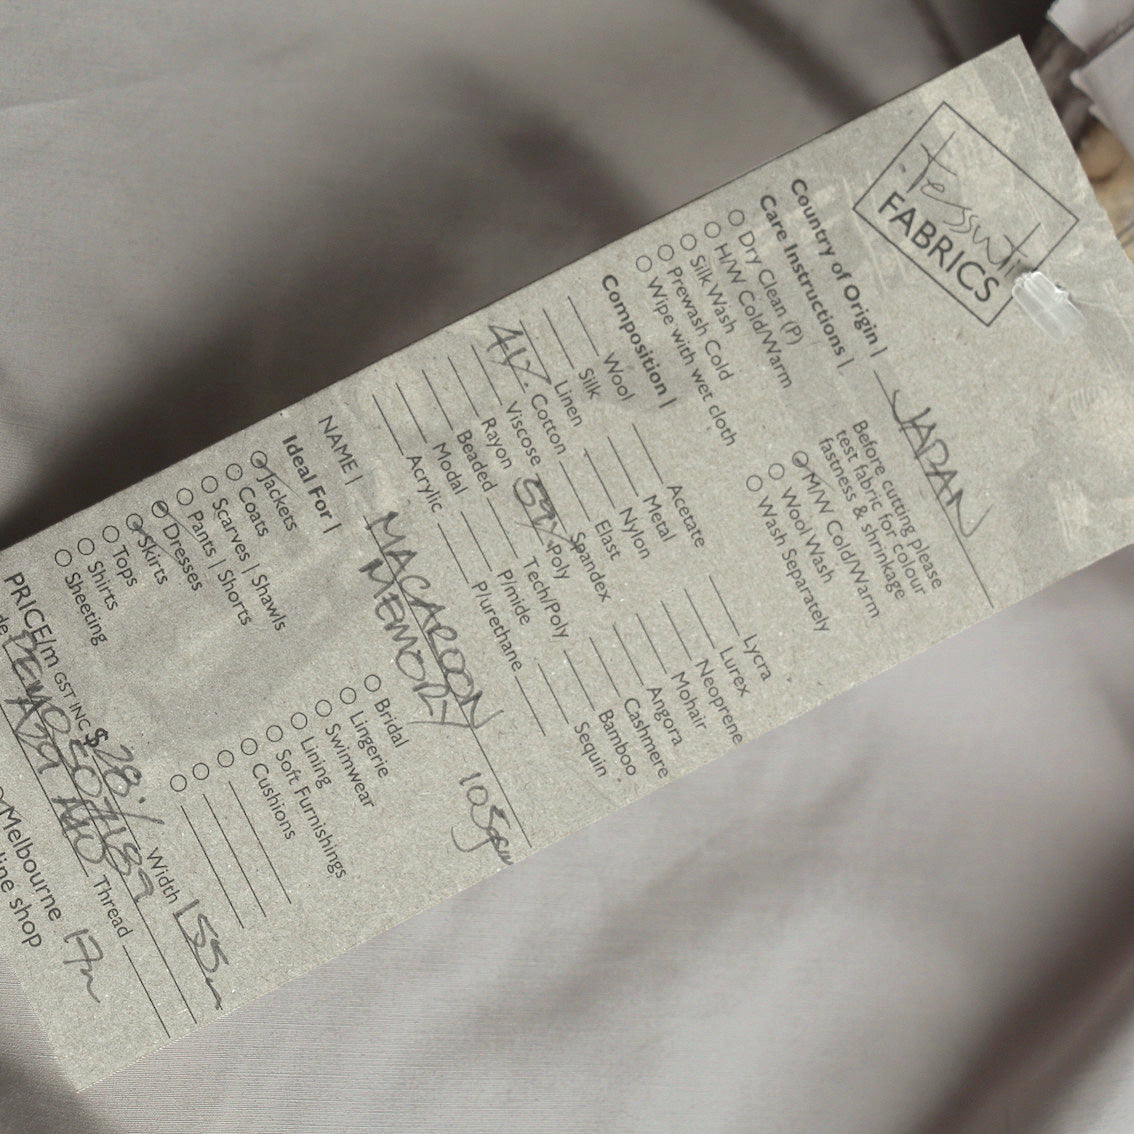 Tessuti
FABRICS
Country of Origin | JAPAN
Care Instructions | Before cutting please
test fabric for colour
fastness & shrinkage
Dry Clean (P)
H/W Cold/Warm
Silk Wash
Prewash Cold
Wipe with wet cloth
M/W Cold/Warm
Wool Wash
Wash Separately
Composition |
Wool Acetate Lycra
Silk Metal Lurex
Linen Nylon Neoprene
41% Cotton Elast Mohair
Viscose Spandex Angora
Rayon 59% Poly Cashmere
Beaded Tech/Poly Bamboo
Modal P/mide Sequin
Acrylic P/urethane
NAME | MACAROON
MEMORY
Ideal For |
Jackets
Coats
Scarves | Shawls
Pants | Shorts
Dresses
Skirts
Tops
Shirts
Sheeting
Bridal
Lingerie
Swimwear
Lining
Soft Furnishings
Cushions
PRICE/m GST INC $28.- Width 155
Thread
Melbourne 17
line shop